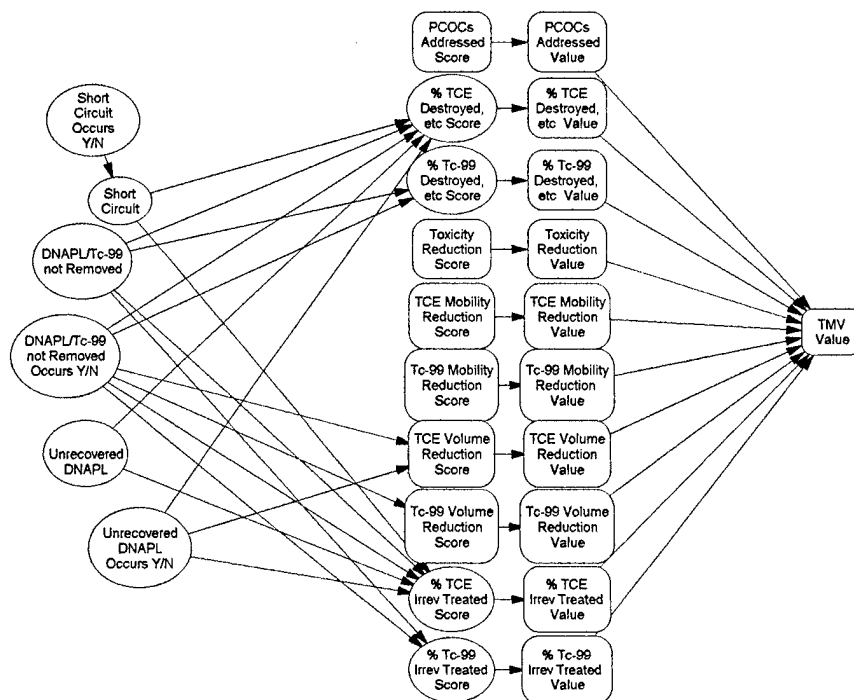 PCOCs
Addressed
Score
PCOCs
Addressed
Value
Short
Circuit
Occurs
Y/N
% TCE
Destroyed,
etc Score
% TCE
Destroyed,
etc Value
Short
Circuit
% Tc-99
Destroyed,
etc Score
% Tc-99
Destroyed,
etc Value
DNAPL/Tc-99
not Removed
Toxicity
Reduction
Score
Toxicity
Reduction
Value
DNAPL/Tc-99
not Removed
Occurs Y/N
TCE Mobility
Reduction
Score
TCE Mobility
Reduction
Value
TMV
Value
Tc-99 Mobility
Reduction
Score
Tc-99 Mobility
Reduction
Value
Unrecovered
DNAPL
TCE Volume
Reduction
Score
TCE Volume
Reduction
Value
Unrecovered
DNAPL
Occurs Y/N
Tc-99 Volume
Reduction
Score
Tc-99 Volume
Reduction
Value
% TCE
Irrev Treated
Score
% TCE
Irrev Treated
Value
% Tc-99
Irrev Treated
Score
% Tc-99
Irrev Treated
Value